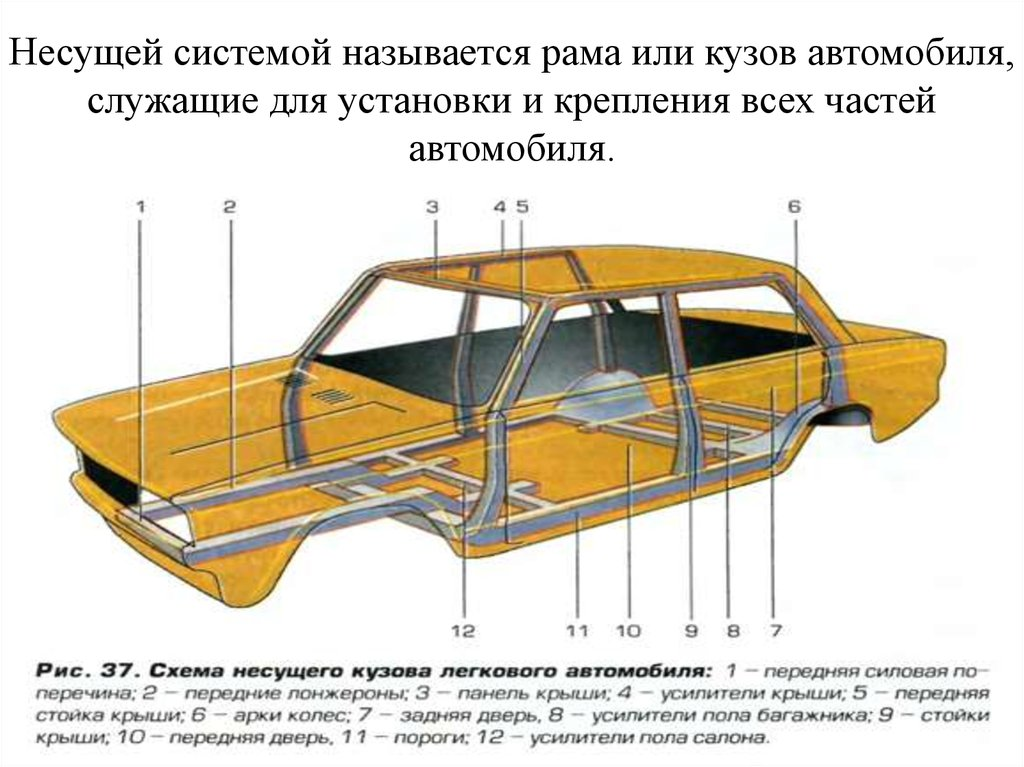 Несущей системой называется рама или кузов автомобиля,
служащие для установки и крепления всех частей
автомобиля.
1 2 3 4 5 6
12 11 10 9 8 7
Рис. 37. Схема несущего кузова легкового автомобиля: 1 – передняя силовая по-
перечина; 2 – передние лонжероны; 3 – панель крыши; 4 – усилители крыши; 5 – передняя
стойка крыши; 6 – арки колес; 7 – задняя дверь, 8 – усилители пола багажника; 9 – стойки
крыши; 10 – передняя дверь, 11 – пороги; 12 – усилители пола салона.